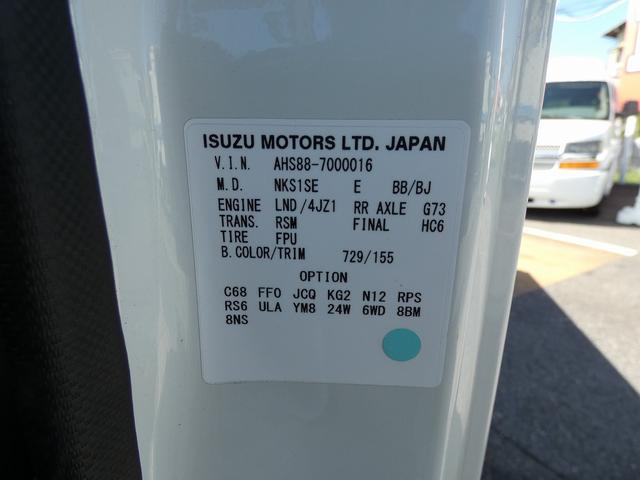 ISUZU MOTORS LTD. JAPAN
V.I.N. AHS88-7000016
M.D. NKS1SE E BB/BJ
ENGINE LND/4JZ1 RR AXLE G73
TRANS. RSM FINAL HC6
TIRE FPU
B.COLOR/TRIM 729/155
OPTION
C68 FF0 JCQ KG2 N12 RPS
RS6 ULA YM8 24W 6WD 8BM
8NS